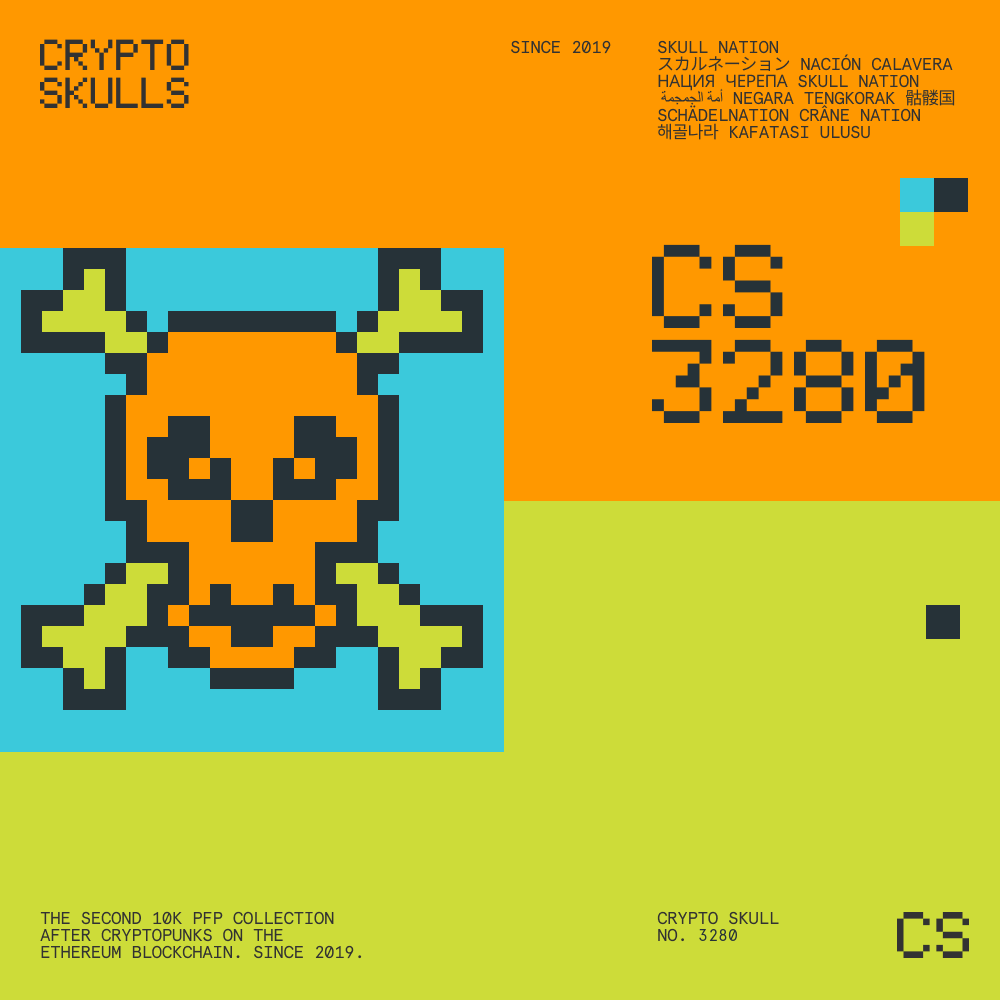 CRYPTO
SKULLS
SINCE 2019
SKULL NATION
スカルネーション NACIÓN CALAVERA
НАЦИЯ ЧЕРЕПА SKULL NATION
أمة الجمجمة NEGARA TENGKORAK 骷髅国
SCHÄDELNATION CRÂNE NATION
해골나라 KAFATASI ULUSU
CS
3280
THE SECOND 10K PFP COLLECTION
AFTER CRYPTOPUNKS ON THE
ETHEREUM BLOCKCHAIN. SINCE 2019.
CRYPTO SKULL
NO. 3280
CS